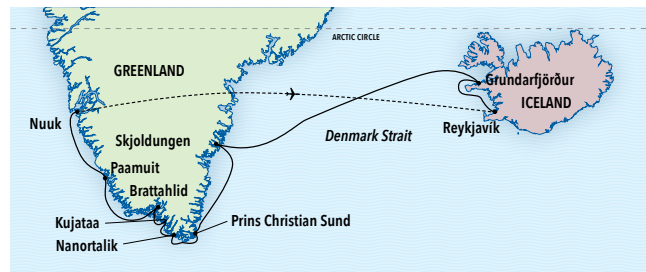 ARCTIC CIRCLE
GREENLAND
Grundarfjörður
ICELAND
Nuuk
Reykjavík
Skjoldungen
Denmark Strait
Paamuit
Brattahlid
Kujataa
Prins Christian Sund
Nanortalik